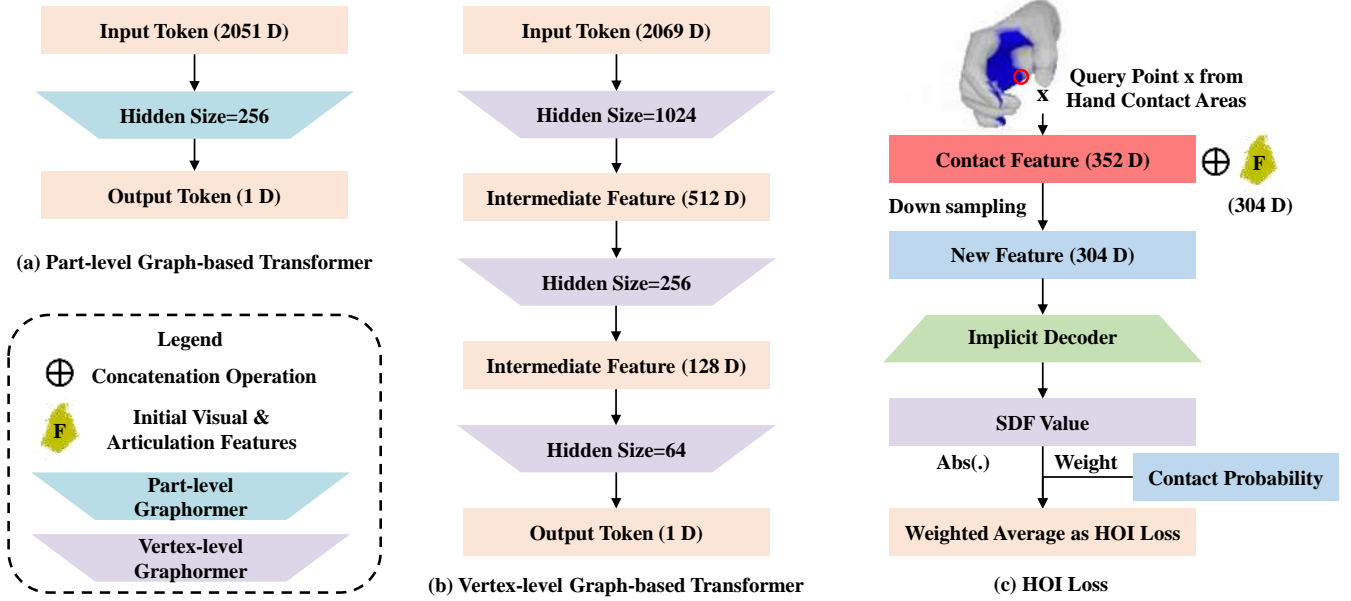 Input Token (2051 D)
Hidden Size=256
Output Token (1 D)
(a) Part-level Graph-based Transformer
Legend
Concatenation Operation
F
Initial Visual &
Articulation Features
Part-level
Graphormer
Vertex-level
Graphormer
Input Token (2069 D)
Hidden Size=1024
Intermediate Feature (512 D)
Hidden Size=256
Intermediate Feature (128 D)
Hidden Size=64
Output Token (1 D)
(b) Vertex-level Graph-based Transformer
x
Query Point x from
Hand Contact Areas
Contact Feature (352 D)
F
(304 D)
Down sampling
New Feature (304 D)
Implicit Decoder
SDF Value
Abs(.)
Weight
Contact Probability
Weighted Average as HOI Loss
(c) HOI Loss